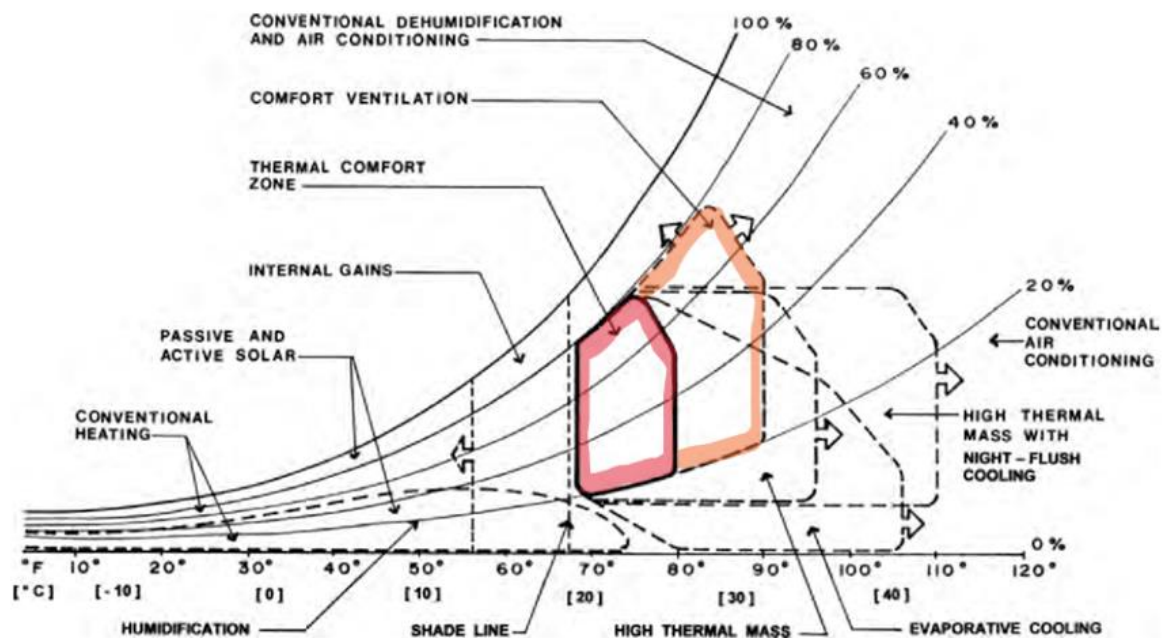 CONVENTIONAL DEHUMIDIFICATION
AND AIR CONDITIONING
100%
80%
COMFORT VENTILATION
60%
40%
THERMAL COMFORT
ZONE
INTERNAL GAINS
20%
PASSIVE AND
ACTIVE SOLAR
CONVENTIONAL
AIR
CONDITIONING
CONVENTIONAL
HEATING
HIGH THERMAL
MASS WITH
NIGHT-FLUSH
COOLING
0%
°F 10° 20° 30° 40° 50° 60° 70° 80° 90° 100° 110° 120°
[°C] [-10] [0] [10] [20] [30] [40]
HUMIDIFICATION SHADE LINE HIGH THERMAL MASS EVAPORATIVE COOLING